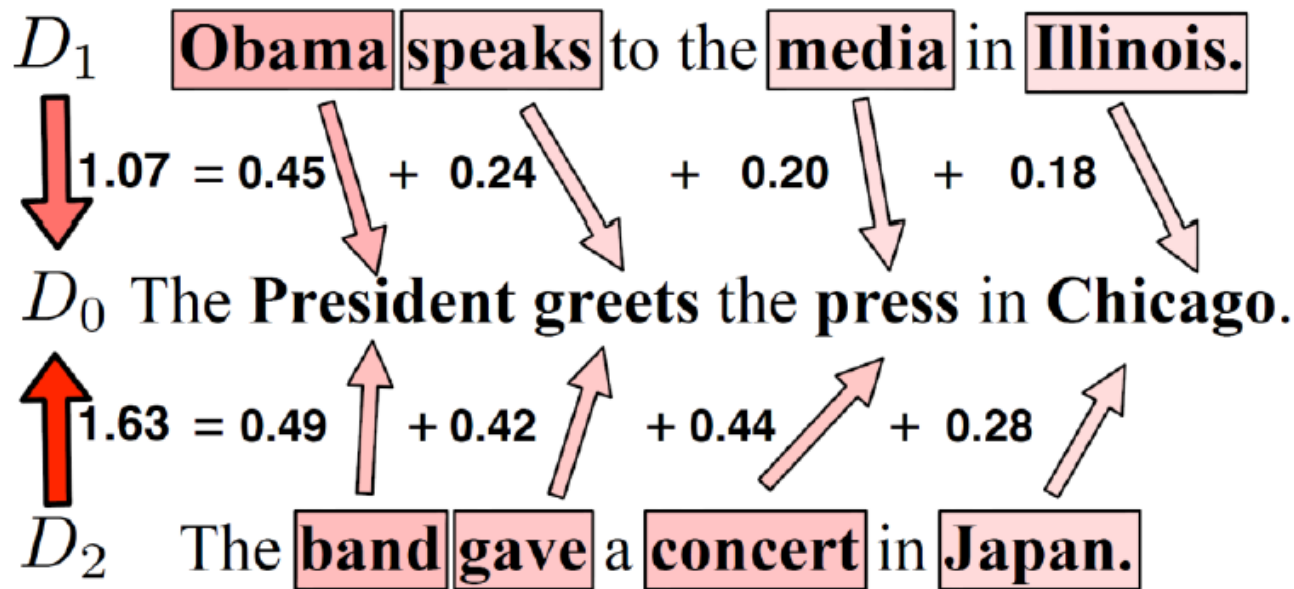 D₁ Obama speaks to the media in Illinois.
1.07 = 0.45 + 0.24 + 0.20 + 0.18
D₀ The President greets the press in Chicago.
1.63 = 0.49 + 0.42 + 0.44 + 0.28
D₂ The band gave a concert in Japan.